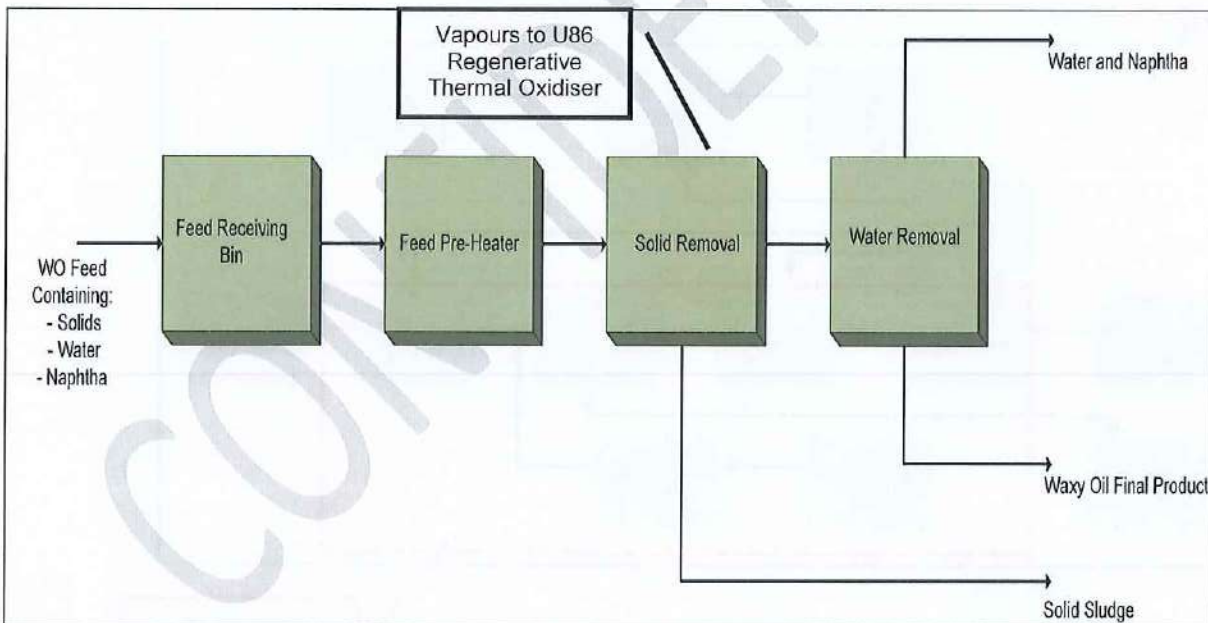 Vapours to U86
Regenerative
Thermal Oxidiser
Water and Naphtha
Feed Receiving
Bin
Feed Pre-Heater
Solid Removal
Water Removal
WO Feed
Containing:
- Solids
- Water
- Naphtha
Waxy Oil Final Product
Solid Sludge
CONFIDE